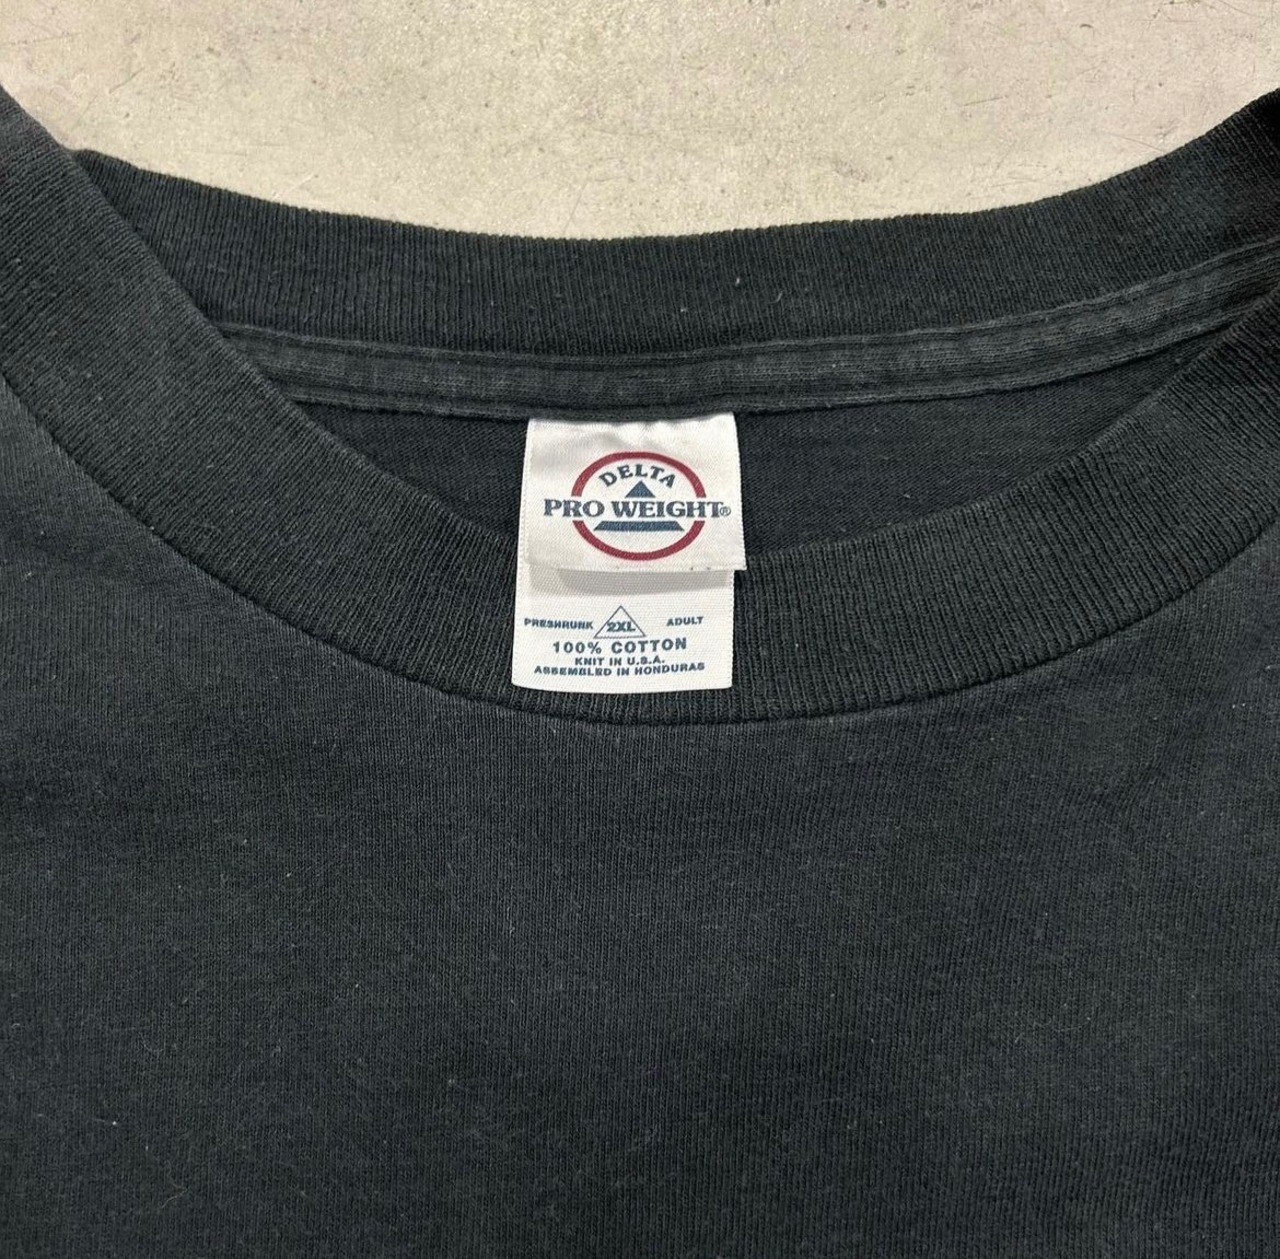 DELTA
PRO WEIGHT®
PRESHRUNK 2XL ADULT
100% COTTON
KNIT IN U.S.A.
ASSEMBLED IN HONDURAS